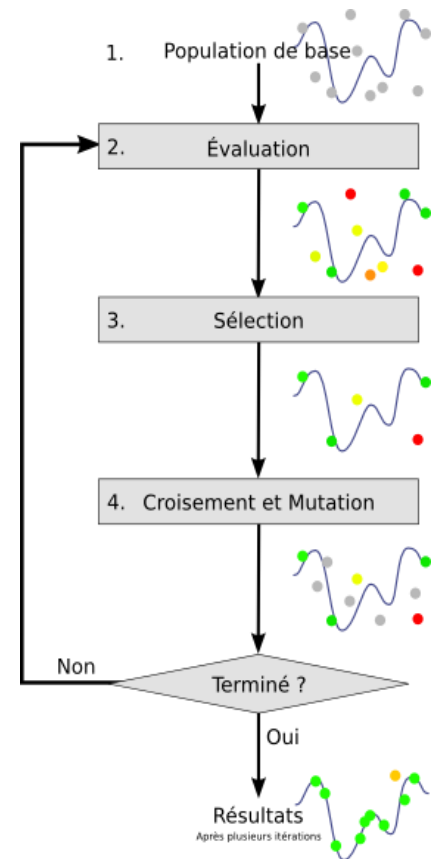 1. Population de base
2. Évaluation
3. Sélection
4. Croisement et Mutation
Terminé ?
Non
Oui
Résultats
Après plusieurs itérations